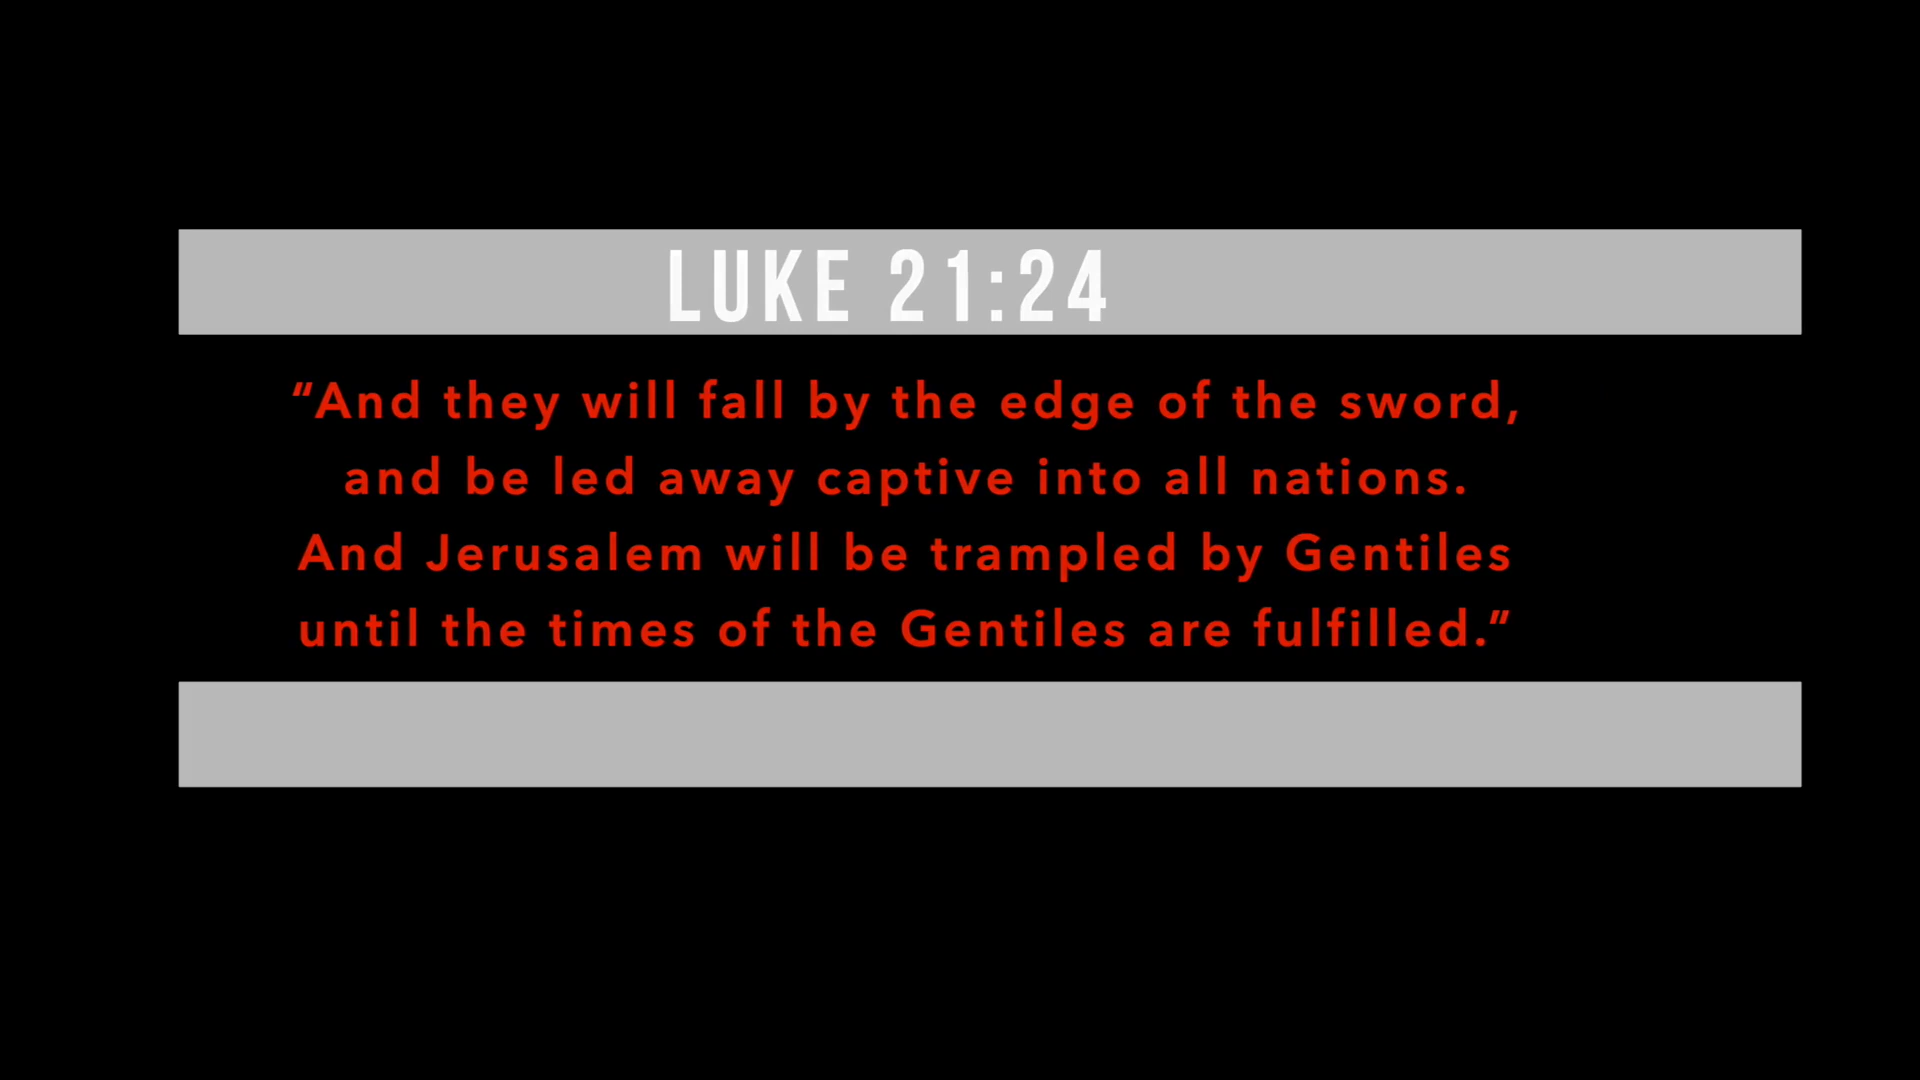 LUKE 21:24
“And they will fall by the edge of the sword,
and be led away captive into all nations.
And Jerusalem will be trampled by Gentiles
until the times of the Gentiles are fulfilled.”